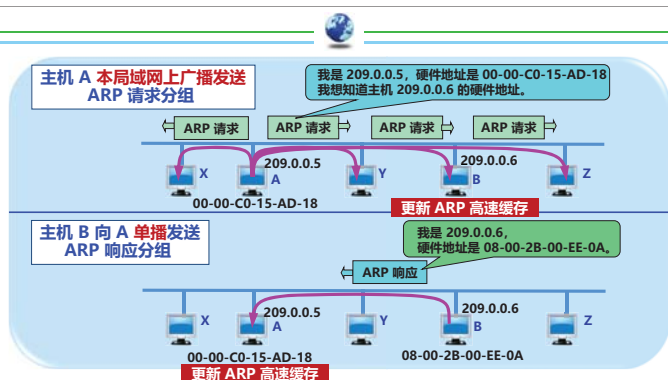 主机 A 本局域网上广播发送
ARP 请求分组
我是 209.0.0.5，硬件地址是 00-00-C0-15-AD-18
我想知道主机 209.0.0.6 的硬件地址。
ARP 请求
ARP 请求
ARP 请求
ARP 请求
209.0.0.5
209.0.0.6
X
A
Y
B
Z
00-00-C0-15-AD-18
更新 ARP 高速缓存
主机 B 向 A 单播发送
ARP 响应分组
我是 209.0.0.6，
硬件地址是 08-00-2B-00-EE-0A。
ARP 响应
209.0.0.5
209.0.0.6
X
A
Y
B
Z
00-00-C0-15-AD-18
08-00-2B-00-EE-0A
更新 ARP 高速缓存